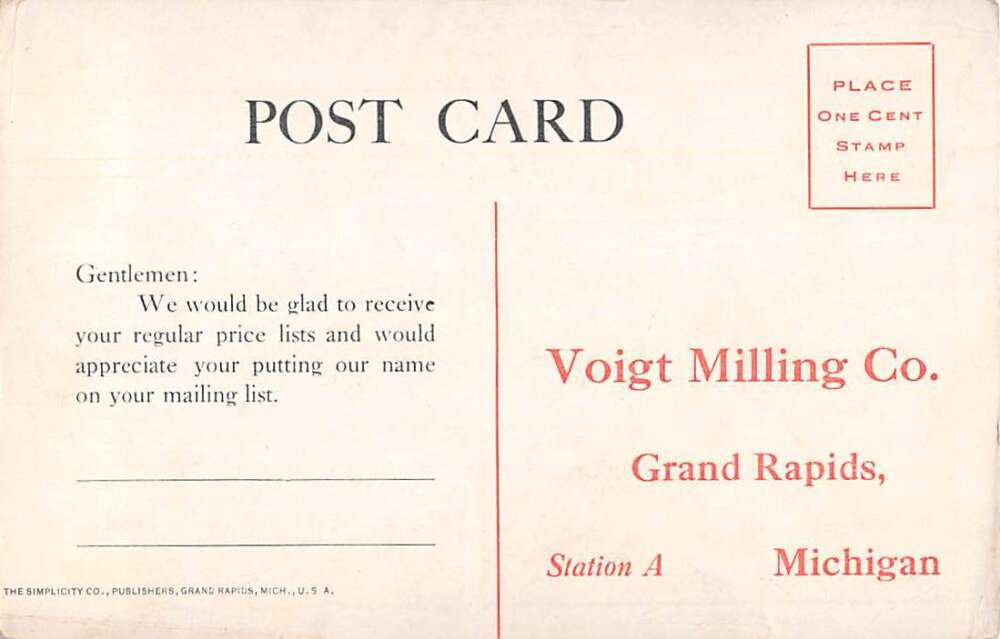 POST CARD
PLACE
ONE CENT
STAMP
HERE
Gentlemen:
We would be glad to receive
your regular price lists and would
appreciate your putting our name
on your mailing list.
Voigt Milling Co.
Grand Rapids,
Station A Michigan
THE SIMPLICITY CO., PUBLISHERS, GRAND RAPIDS, MICH., U. S A.